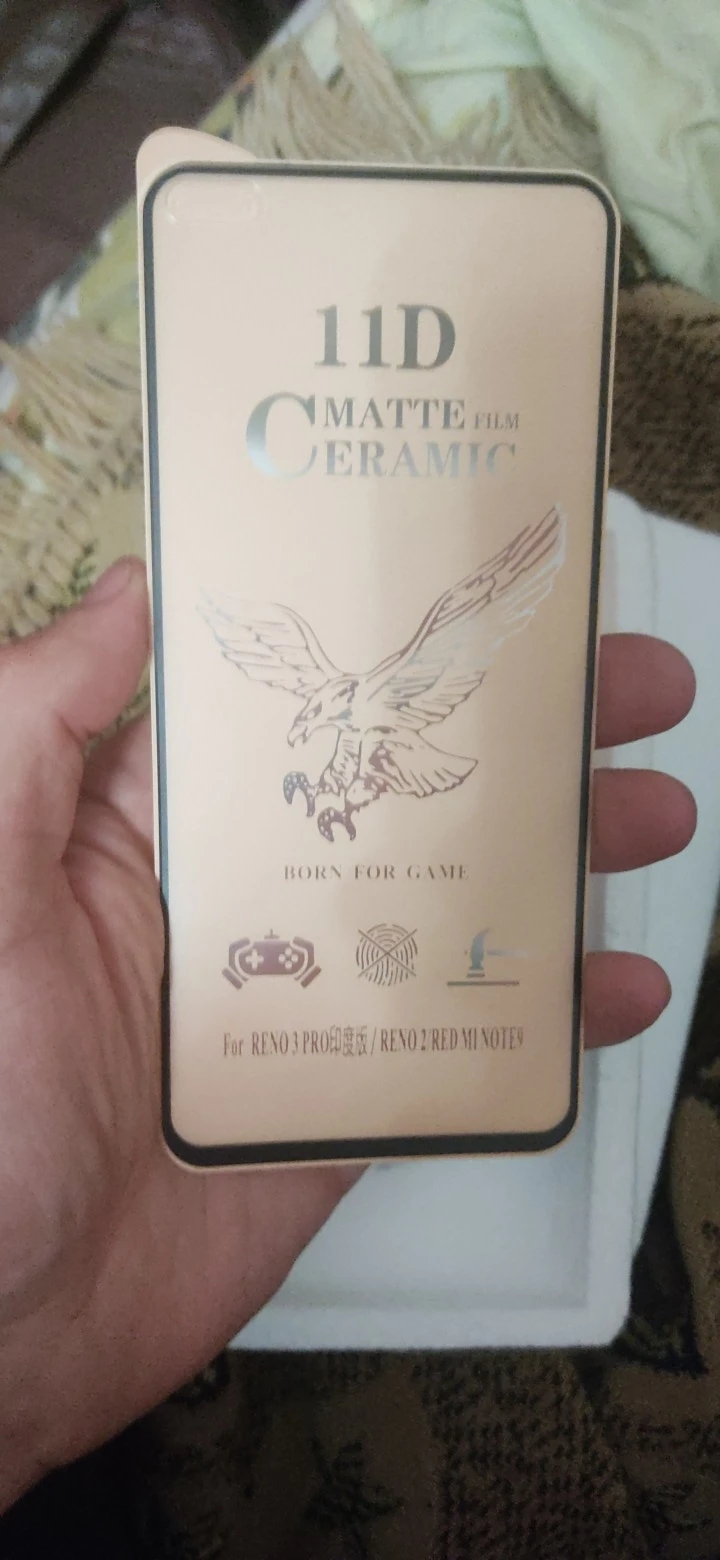 11D
CERAMIC MATTE FILM
BORN FOR GAME
For RENO 3 PRO印度版 / RENO 2/RED MI NOTE9